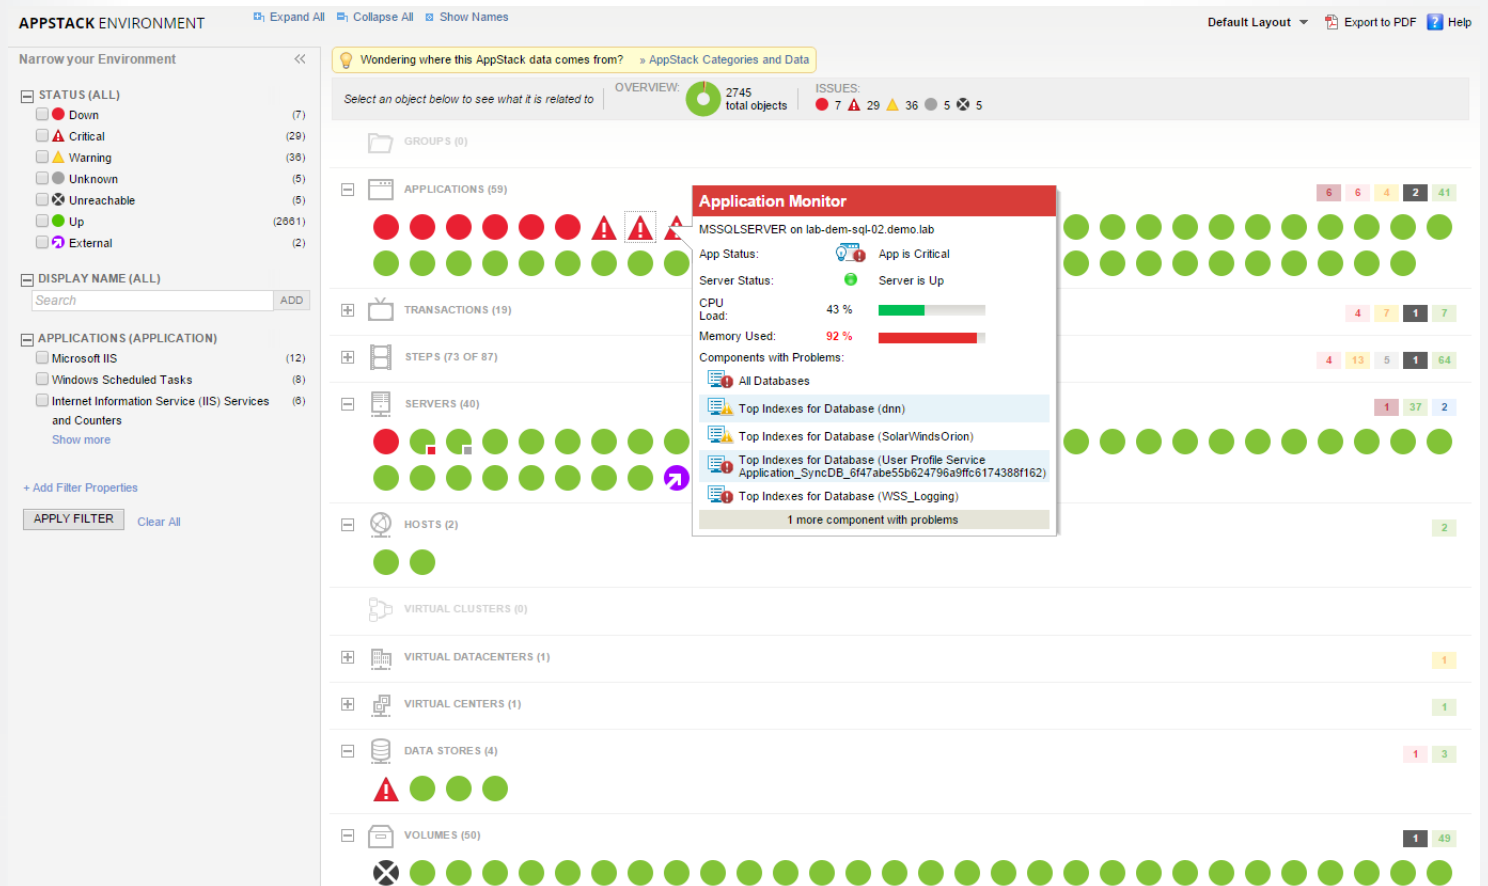 APPSTACK ENVIRONMENT
Expand All Collapse All Show Names
Default Layout Export to PDF ? Help
Narrow your Environment
STATUS (ALL)
Down (7)
Critical (29)
Warning (36)
Unknown (5)
Unreachable (5)
Up (2661)
External (2)
DISPLAY NAME (ALL)
Search ADD
APPLICATIONS (APPLICATION)
Microsoft IIS (12)
Windows Scheduled Tasks (8)
Internet Information Service (IIS) Services (6)
and Counters
Show more
+ Add Filter Properties
APPLY FILTER Clear All
Wondering where this AppStack data comes from? » AppStack Categories and Data
Select an object below to see what it is related to
OVERVIEW:
2745
total objects
ISSUES:
7 29 36 5 5
GROUPS (0)
APPLICATIONS (59) 6 6 4 2 41
Application Monitor
MSSQLSERVER on lab-dem-sql-02.demo.lab
App Status: App is Critical
Server Status: Server is Up
CPU
Load: 43 %
Memory Used: 92 %
Components with Problems:
All Databases
Top Indexes for Database (dnn)
Top Indexes for Database (SolarWindsOrion)
Top Indexes for Database (User Profile Service
Application_SyncDB_6f47abe55b624796a9ffc6174388f162)
Top Indexes for Database (WSS_Logging)
1 more component with problems
TRANSACTIONS (19) 4 7 1 7
STEPS (73 OF 87) 4 13 5 1 64
SERVERS (40) 1 37 2
HOSTS (2) 2
VIRTUAL CLUSTERS (0)
VIRTUAL DATACENTERS (1) 1
VIRTUAL CENTERS (1) 1
DATA STORES (4) 1 3
VOLUMES (50) 1 49